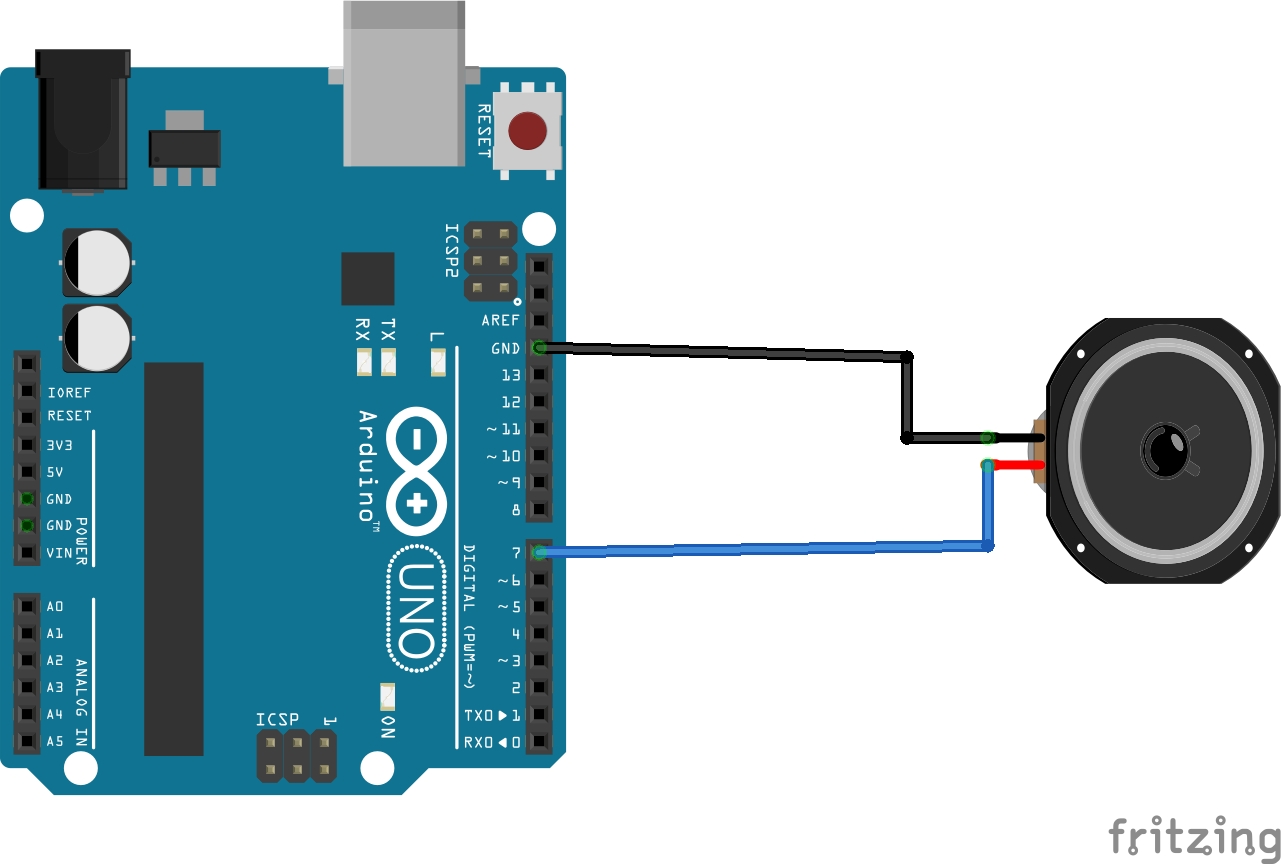 RESET
ICSP2
AREF
GND
13
12
~11
~10
~9
8
7
~6
~5
4
~3
2
TX0▶1
RX0◀0
RX
TX
L
IOREF
RESET
3V3
5V
GND
GND
VIN
POWER
A0
A1
A2
A3
A4
A5
ANALOG IN
Arduino™
UNO
DIGITAL (PWM=~)
ICSP
1
ON
fritzing